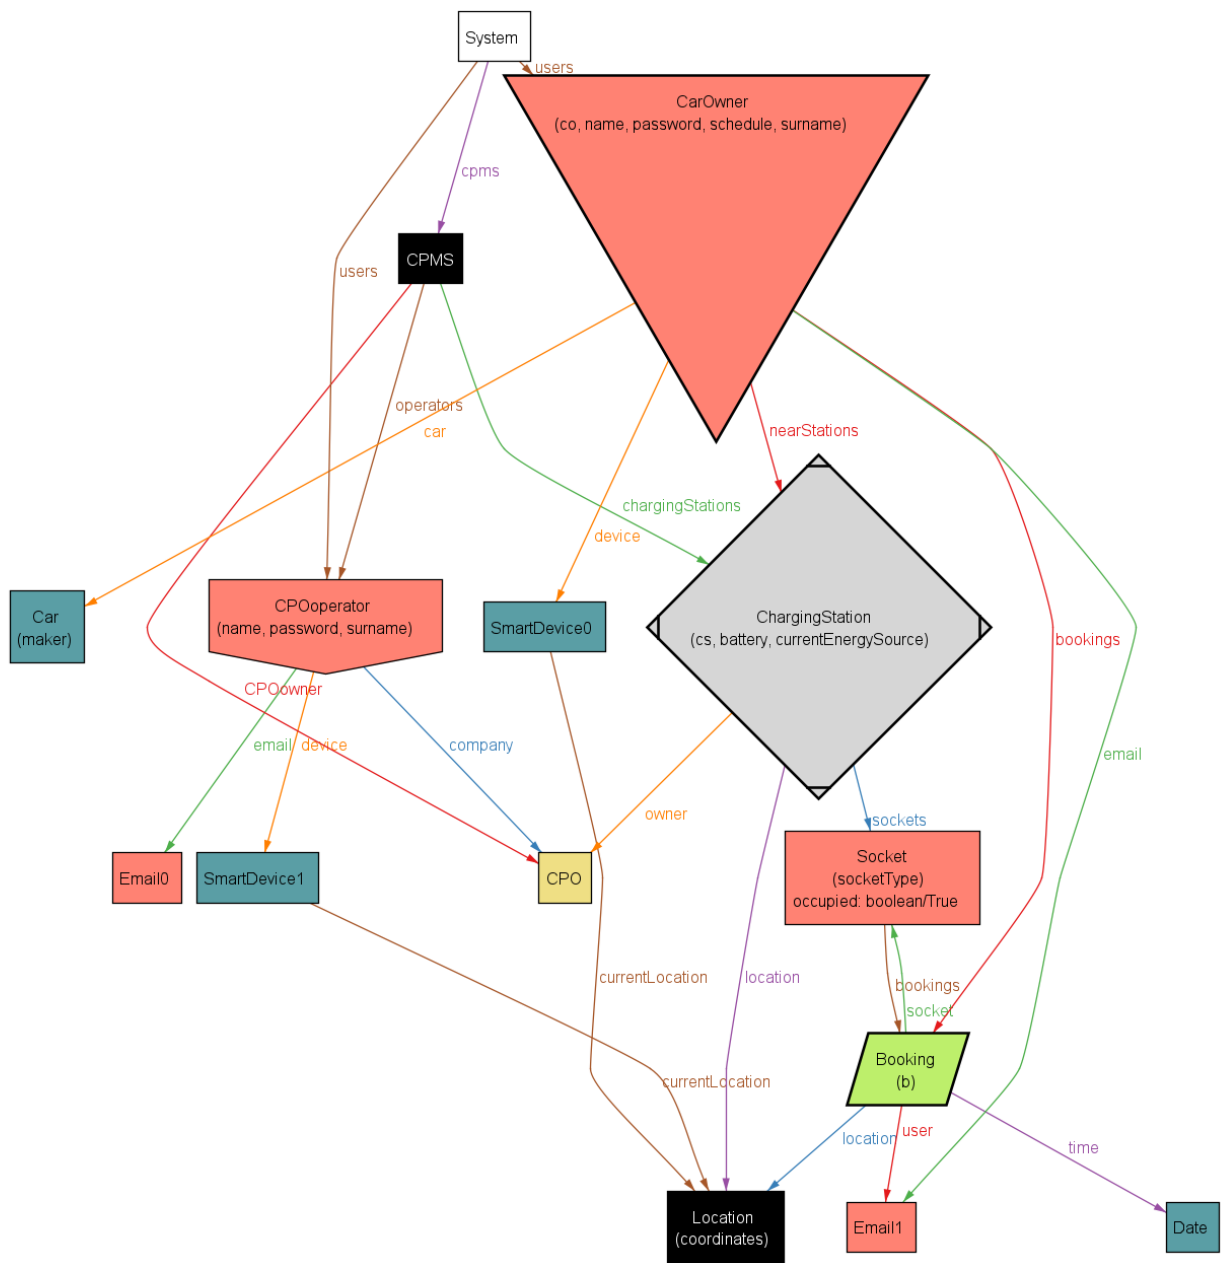 System
users
CarOwner
(co, name, password, schedule, surname)
cpms
CPMS
users
operators
car
nearStations
chargingStations
device
CPOoperator
(name, password, surname)
Car
(maker)
SmartDevice0
ChargingStation
(cs, battery, currentEnergySource)
bookings
CPOowner
email
device
company
email
owner
sockets
Email0
SmartDevice1
CPO
Socket
(socketType)
occupied: boolean/True
currentLocation
location
bookings
socket
currentLocation
Booking
(b)
location
user
time
Location
(coordinates)
Email1
Date